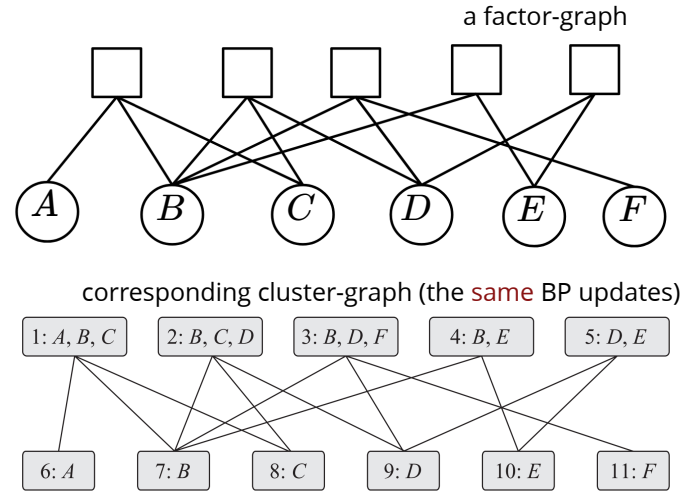 a factor-graph
A B C D E F
corresponding cluster-graph (the same BP updates)
1: A, B, C 2: B, C, D 3: B, D, F 4: B, E 5: D, E
6: A 7: B 8: C 9: D 10: E 11: F